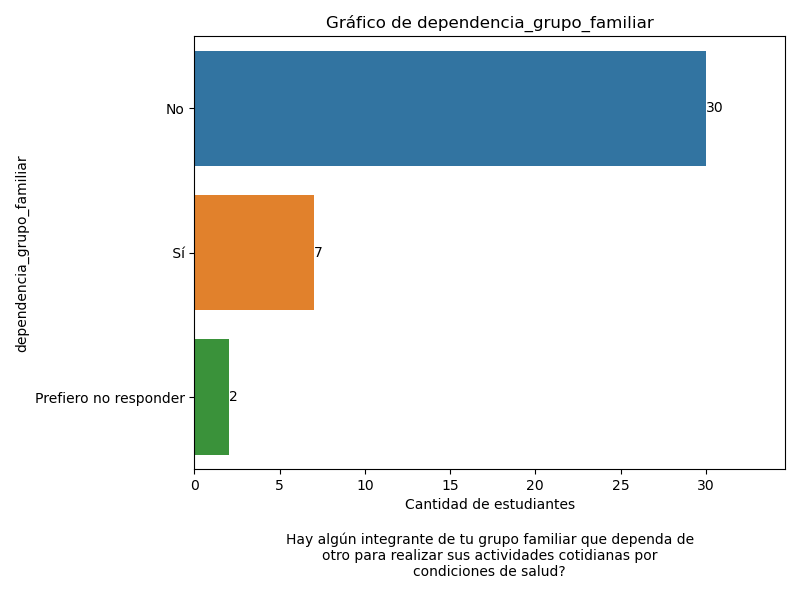 Gráfico de dependencia_grupo_familiar
dependencia_grupo_familiar
No
30
Sí
7
Prefiero no responder
2
0 5 10 15 20 25 30
Cantidad de estudiantes
Hay algún integrante de tu grupo familiar que dependa de
otro para realizar sus actividades cotidianas por
condiciones de salud?